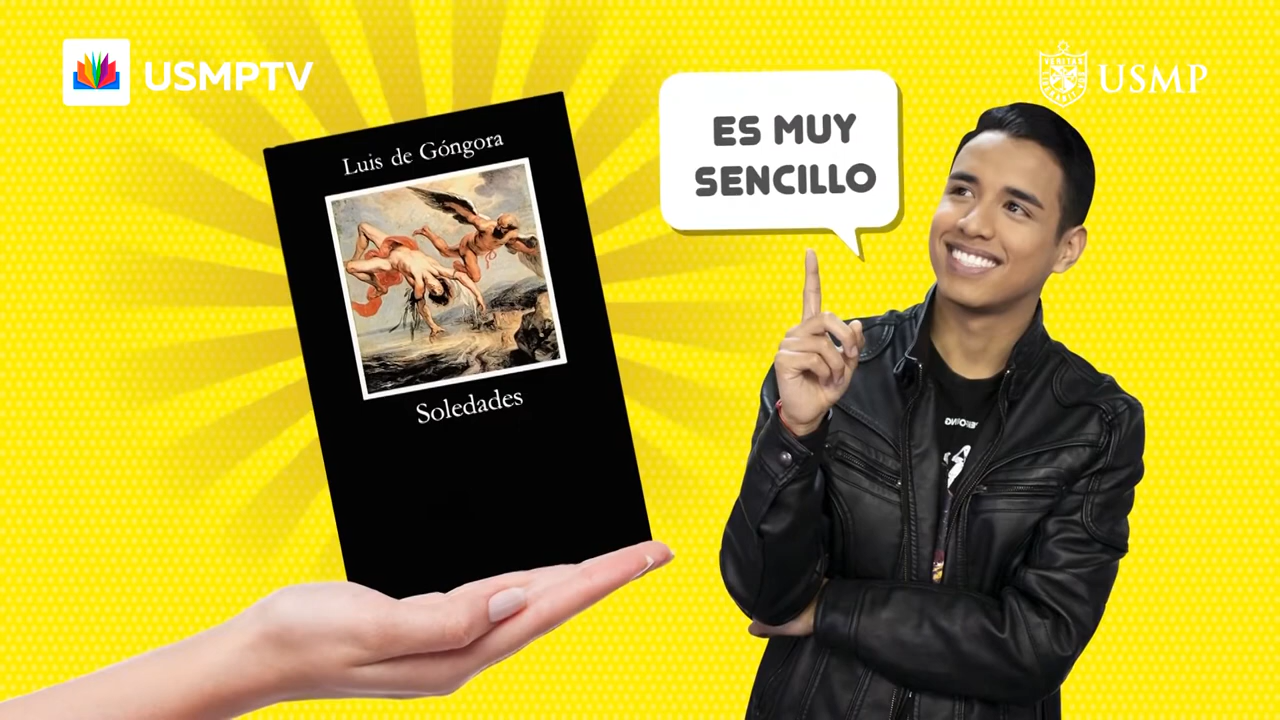 USMPTV
USMP
Luis de Góngora
Soledades
ES MUY
SENCILLO